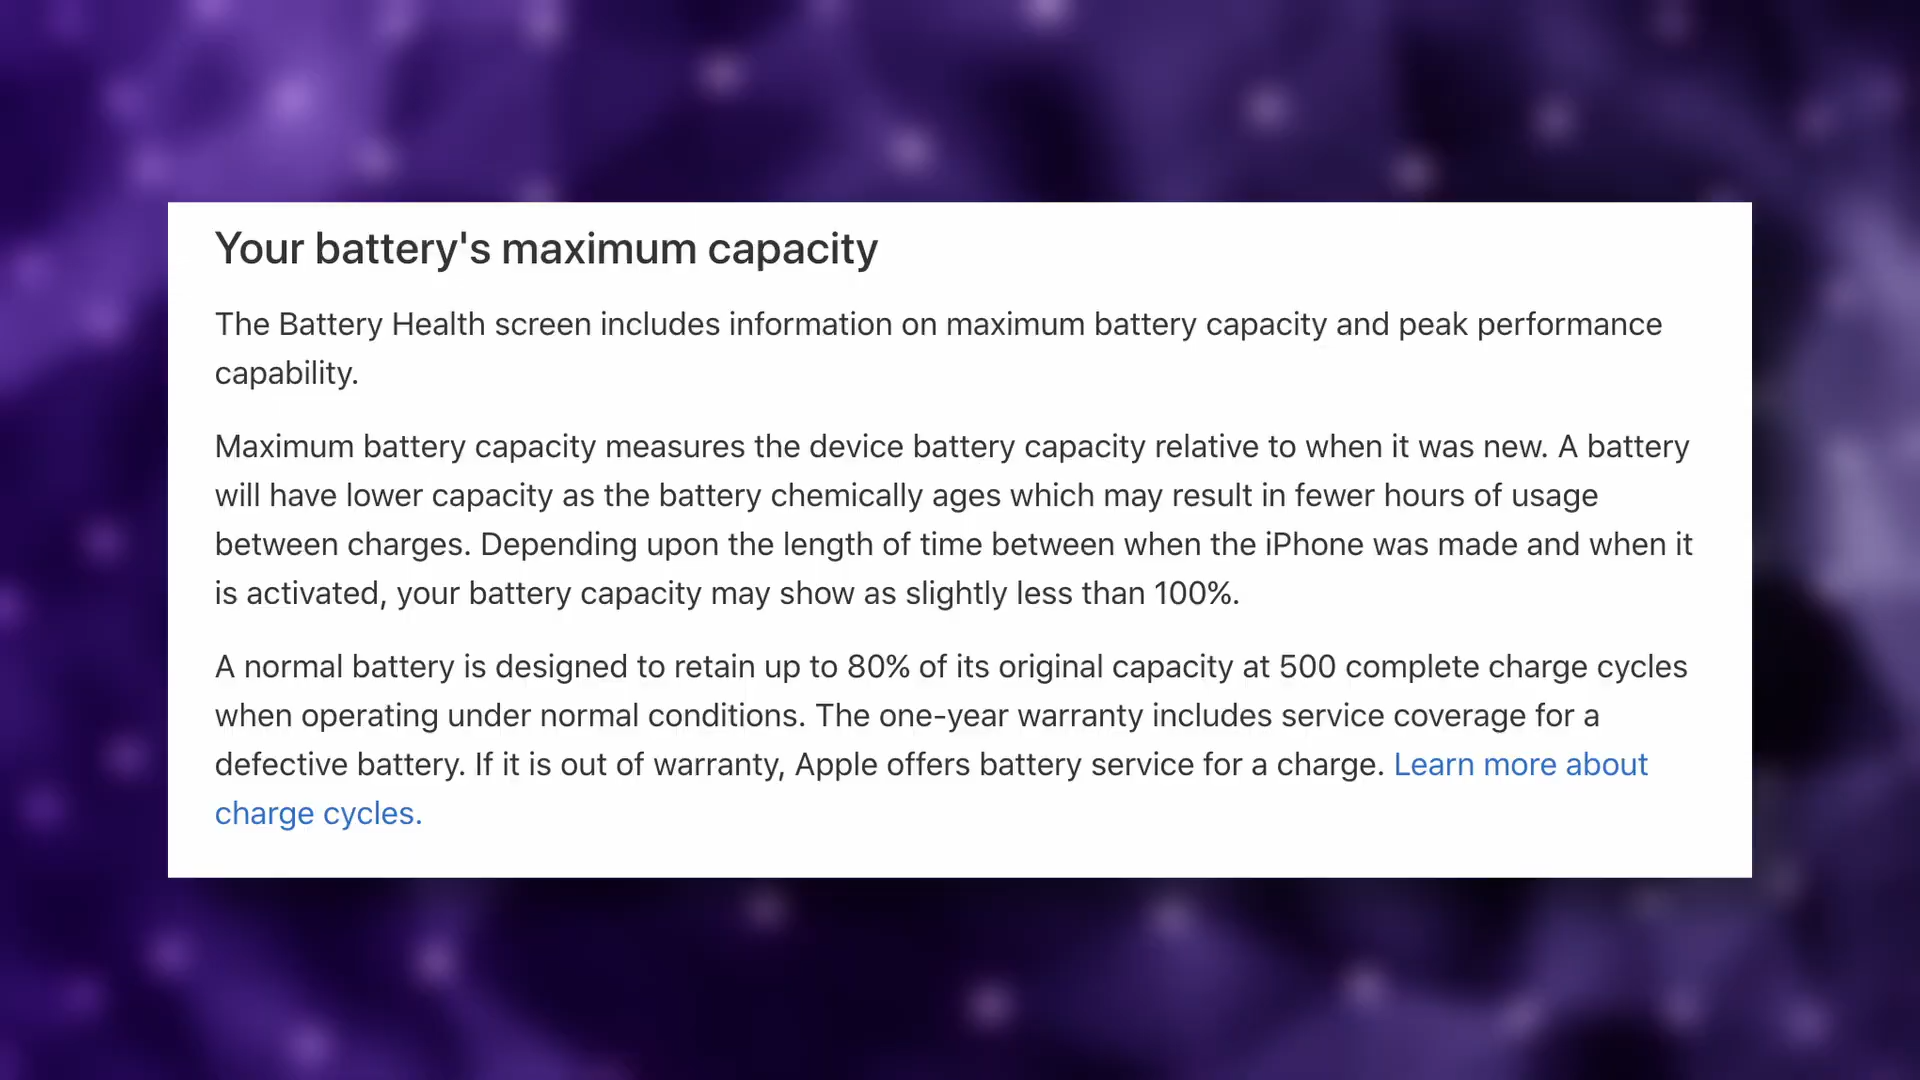 Your battery's maximum capacity
The Battery Health screen includes information on maximum battery capacity and peak performance
capability.
Maximum battery capacity measures the device battery capacity relative to when it was new. A battery
will have lower capacity as the battery chemically ages which may result in fewer hours of usage
between charges. Depending upon the length of time between when the iPhone was made and when it
is activated, your battery capacity may show as slightly less than 100%.
A normal battery is designed to retain up to 80% of its original capacity at 500 complete charge cycles
when operating under normal conditions. The one-year warranty includes service coverage for a
defective battery. If it is out of warranty, Apple offers battery service for a charge. Learn more about
charge cycles.